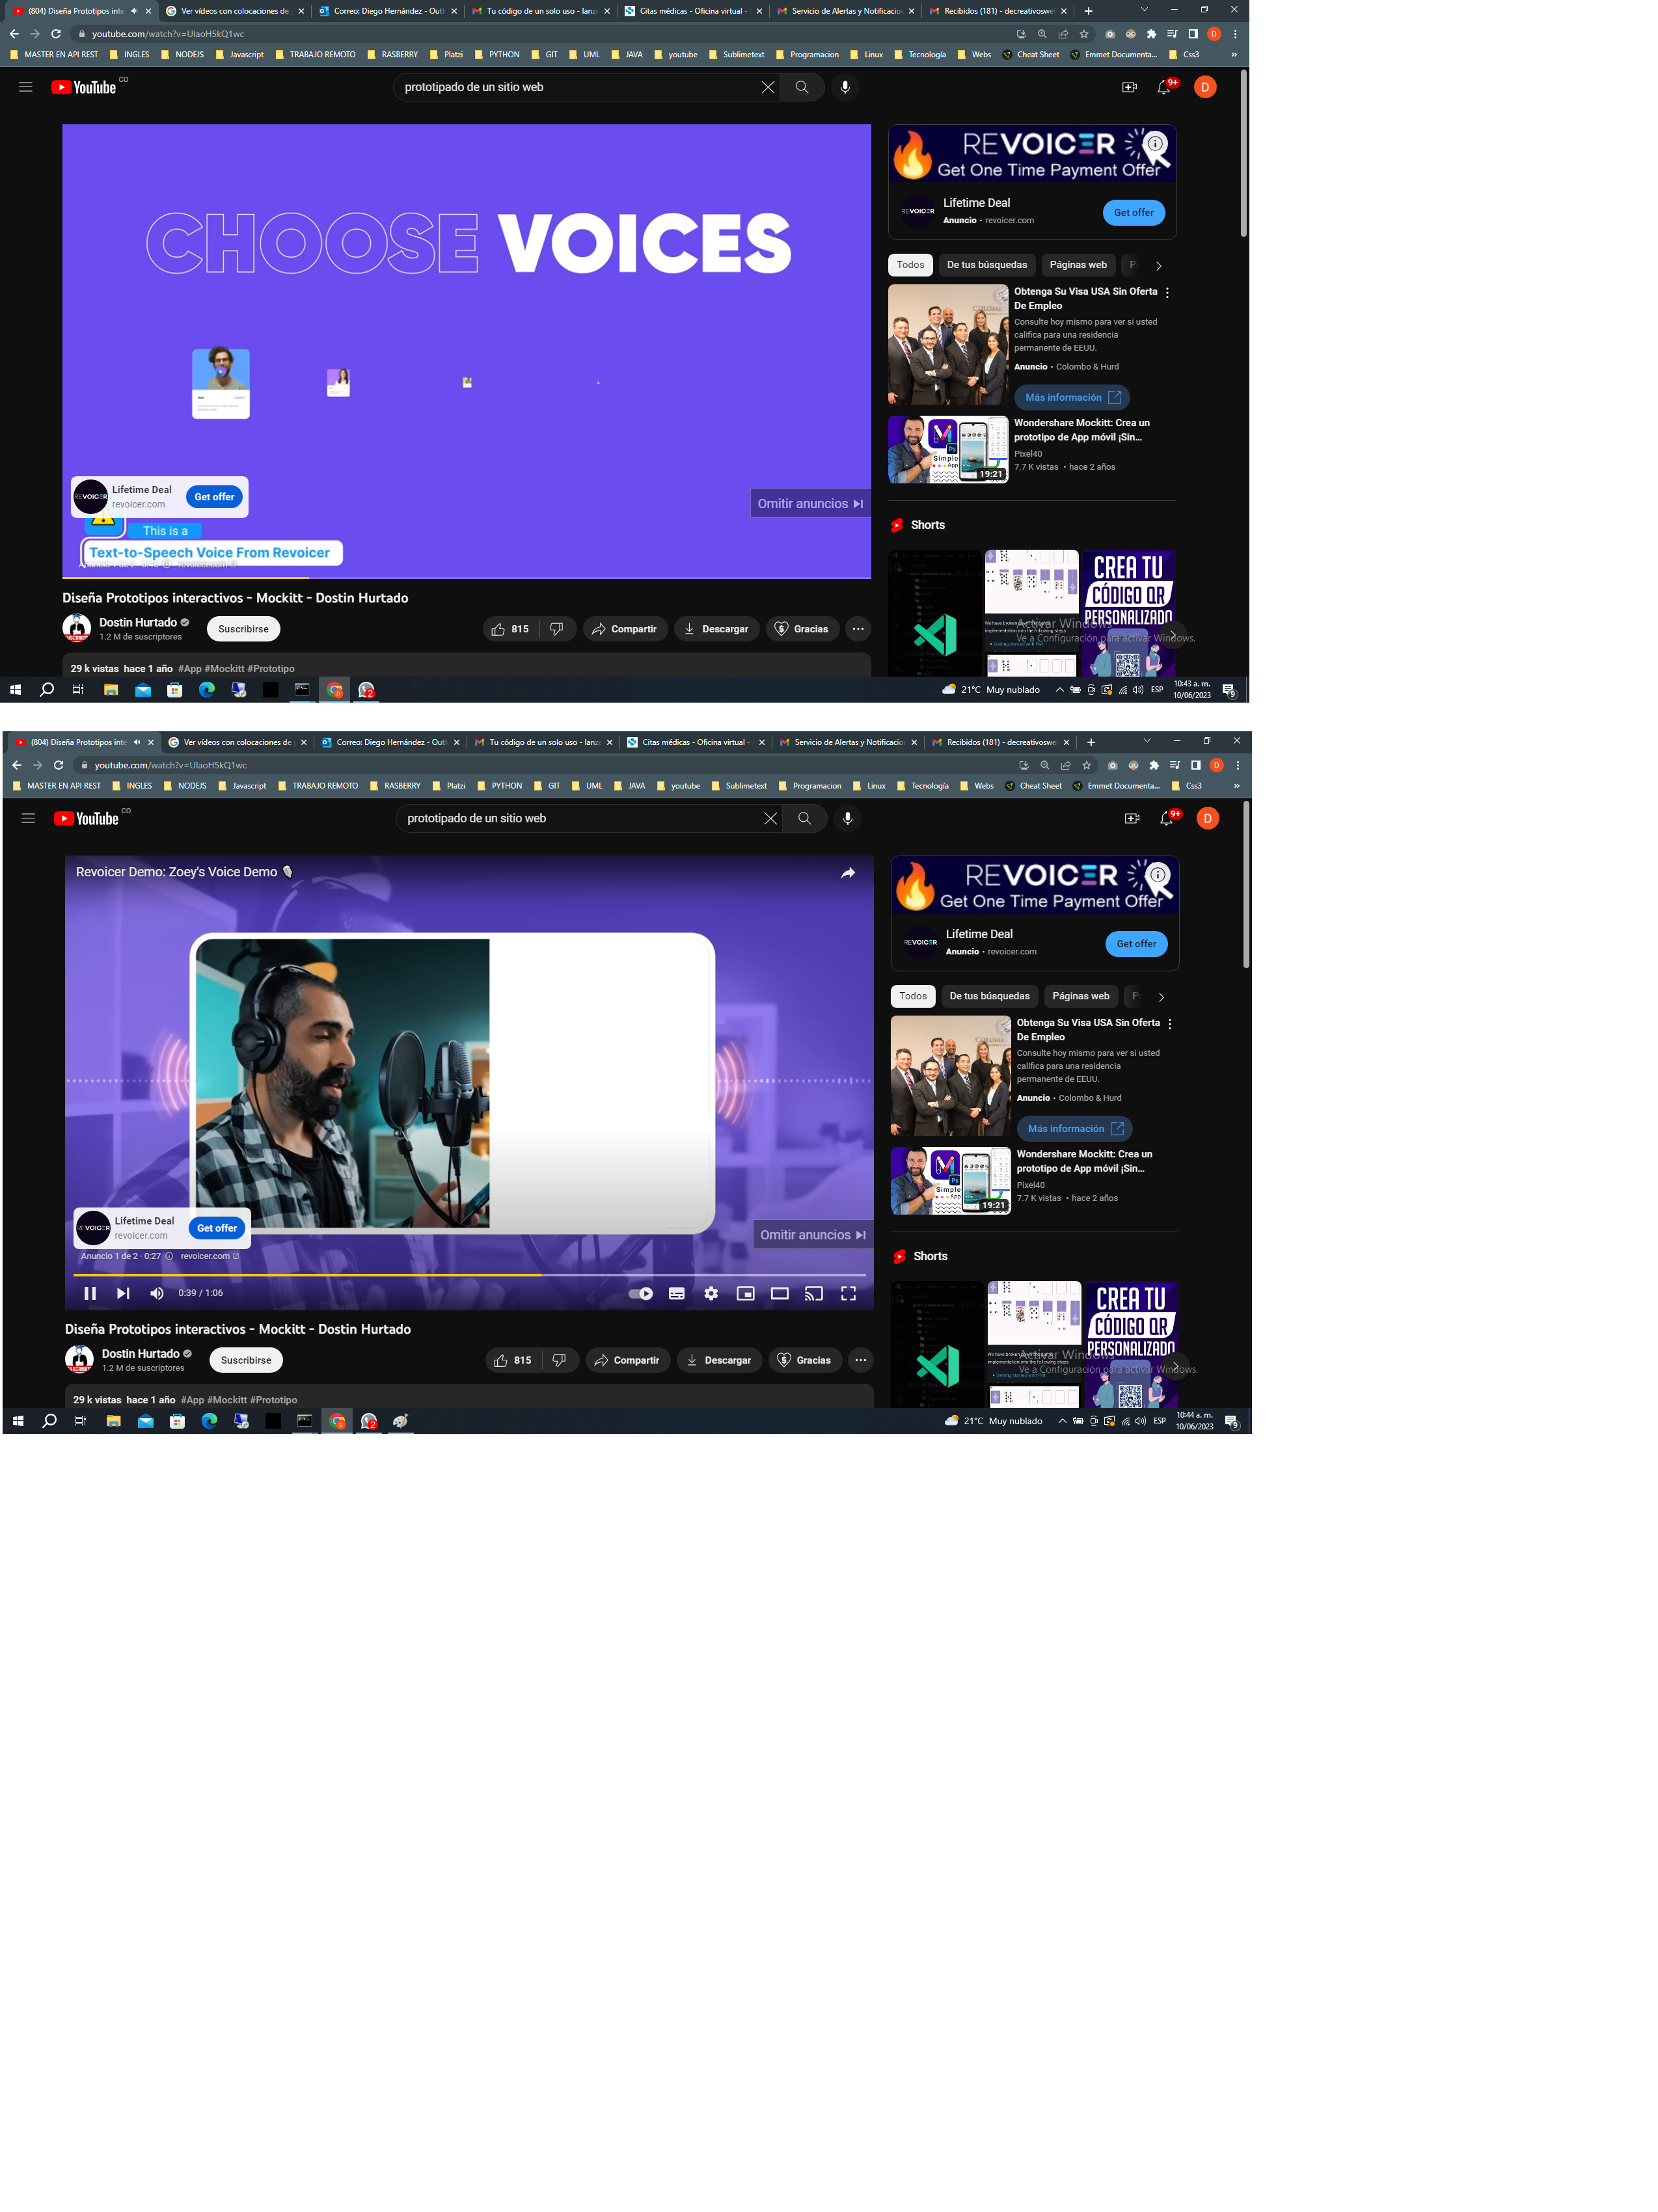 (804) Diseña Prototipos inte
Ver vídeos con colocaciones de
Correo: Diego Hernández - Outl
Tu código de un solo uso - lanz
Citas médicas - Oficina virtual -
Servicio de Alertas y Notificacio
Recibidos (181) - decreativoswe
youtube.com/watch?v=UlaoH5kQ1wc
MASTER EN API REST
INGLES
NODEJS
Javascript
TRABAJO REMOTO
RASBERRY
Platzi
PYTHON
GIT
UML
JAVA
youtube
Sublimetext
Programacion
Linux
Tecnología
Webs
Cheat Sheet
Emmet Documenta...
Css3
YouTube CO
prototipado de un sitio web
9+
D
CHOOSE VOICES
REVOICER
Lifetime Deal
revoicer.com
Get offer
Omitir anuncios
This is a
Text-to-Speech Voice From Revoicer
Diseña Prototipos interactivos - Mockitt - Dostin Hurtado
Dostin Hurtado
1.2 M de suscriptores
Suscribirse
815
Compartir
Descargar
Gracias
29 k vistas hace 1 año #App #Mockitt #Prototipo
REVOICER
Get One Time Payment Offer
REVOICER
Lifetime Deal
Anuncio · revoicer.com
Get offer
Todos
De tus búsquedas
Páginas web
Obtenga Su Visa USA Sin Oferta
De Empleo
Consulte hoy mismo para ver si usted
califica para una residencia
permanente de EEUU.
Anuncio · Colombo & Hurd
Más información
Simple
App
Ps
19:21
Wondershare Mockitt: Crea un
prototipo de App móvil ¡Sin...
Pixel40
7.7 K vistas · hace 2 años
Shorts
CREA TU
CÓDIGO QR
PERSONALIZADO
Activar Windows
Ve a Configuración para activar Windows.
2
21°C Muy nublado
ESP
10:43 a. m.
10/06/2023
9
(804) Diseña Prototipos inte
Ver vídeos con colocaciones de
Correo: Diego Hernández - Outl
Tu código de un solo uso - lanz
Citas médicas - Oficina virtual -
Servicio de Alertas y Notificacio
Recibidos (181) - decreativoswe
youtube.com/watch?v=UlaoH5kQ1wc
MASTER EN API REST
INGLES
NODEJS
Javascript
TRABAJO REMOTO
RASBERRY
Platzi
PYTHON
GIT
UML
JAVA
youtube
Sublimetext
Programacion
Linux
Tecnología
Webs
Cheat Sheet
Emmet Documenta...
Css3
YouTube CO
prototipado de un sitio web
9+
D
Revoicer Demo: Zoey's Voice Demo
REVOICER
Lifetime Deal
revoicer.com
Get offer
Omitir anuncios
Anuncio 1 de 2 · 0:27 revoicer.com
0:39 / 1:06
Diseña Prototipos interactivos - Mockitt - Dostin Hurtado
Dostin Hurtado
1.2 M de suscriptores
Suscribirse
815
Compartir
Descargar
Gracias
29 k vistas hace 1 año #App #Mockitt #Prototipo
REVOICER
Get One Time Payment Offer
REVOICER
Lifetime Deal
Anuncio · revoicer.com
Get offer
Todos
De tus búsquedas
Páginas web
Obtenga Su Visa USA Sin Oferta
De Empleo
Consulte hoy mismo para ver si usted
califica para una residencia
permanente de EEUU.
Anuncio · Colombo & Hurd
Más información
Simple
App
Ps
19:21
Wondershare Mockitt: Crea un
prototipo de App móvil ¡Sin...
Pixel40
7.7 K vistas · hace 2 años
Shorts
CREA TU
CÓDIGO QR
PERSONALIZADO
Activar Windows
Ve a Configuración para activar Windows.
2
21°C Muy nublado
ESP
10:44 a. m.
10/06/2023
9